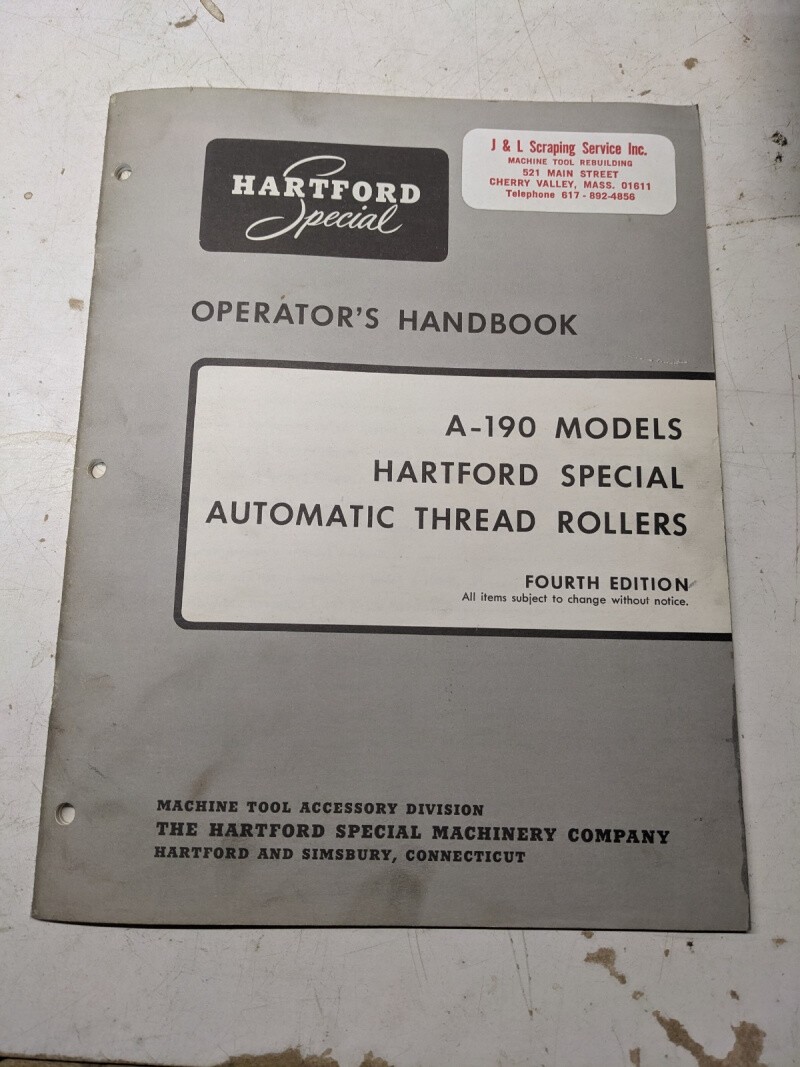 HARTFORD
Special
J & L Scraping Service Inc.
MACHINE TOOL REBUILDING
521 MAIN STREET
CHERRY VALLEY, MASS. 01611
Telephone 617 - 892-4856
OPERATOR'S HANDBOOK
A-190 MODELS
HARTFORD SPECIAL
AUTOMATIC THREAD ROLLERS
FOURTH EDITION
All items subject to change without notice.
MACHINE TOOL ACCESSORY DIVISION
THE HARTFORD SPECIAL MACHINERY COMPANY
HARTFORD AND SIMSBURY, CONNECTICUT